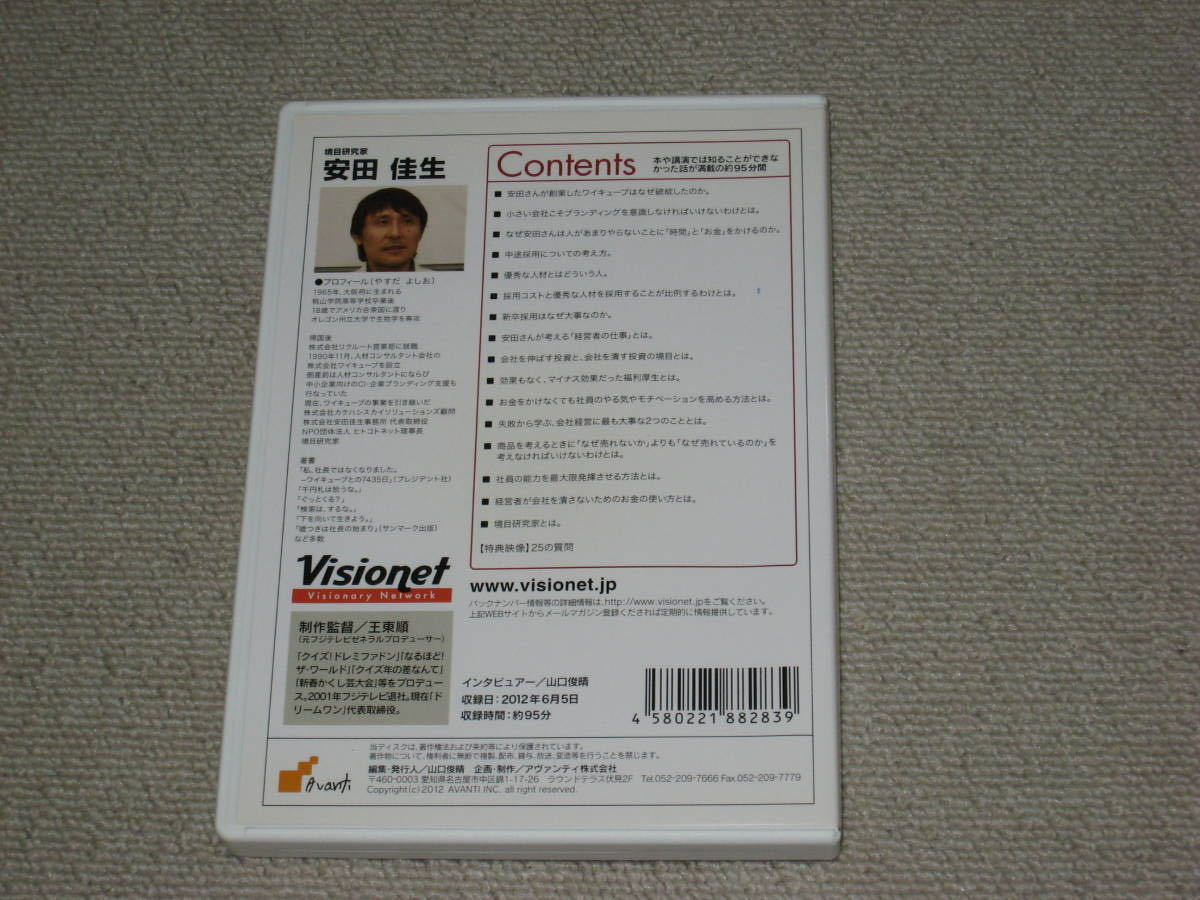 境目研究家
安田 佳生
●プロフィール(やすだ よしお)
1965年、大阪府に生まれる
桃山学院高等学校卒業後
18歳でアメリカ合衆国に渡り
オレゴン州立大学で生物学を専攻
帰国後
株式会社リクルート営業部に就職
1990年11月、人材コンサルタント会社の
株式会社ワイキューブを設立
倒産前は人材コンサルタントにならび
中小企業向けのCI・企業ブランディング支援も
行なっていた
現在、ワイキューブの事業を引き継いだ
株式会社カケハシスカイソリューションズ顧問
株式会社安田佳生事務所 代表取締役
NPO団体法人 ヒトコトネット理事長
境目研究家
著書
「私、社長ではなくなりました。
−ワイキューブとの7435日」(プレジデント社)
「千円札は拾うな。」
「ぐっとくる?」
「検索は、するな。」
「下を向いて生きよう。」
「嘘つきは社長の始まり」(サンマーク出版)
など多数
Visionet
Visionary Network
制作監督/王東順
(元フジテレビゼネラルプロデューサー)
「クイズ!ドレミファドン」「なるほど!
ザ・ワールド」「クイズ年の差なんて」
「新春かくし芸大会」等をプロデュー
ス。2001年フジテレビ退社。現在「ド
リームワン」代表取締役。
Contents
本や講演では知ることができな
かった話が満載の約95分間
■ 安田さんが創業したワイキューブはなぜ破綻したのか。
■ 小さい会社こそブランディングを意識しなければいけないわけとは。
■ なぜ安田さんは人があまりやらないことに「時間」と「お金」をかけるのか。
■ 中途採用についての考え方。
■ 優秀な人材とはどういう人。
■ 採用コストと優秀な人材を採用することが比例するわけとは。
■ 新卒採用はなぜ大事なのか。
■ 安田さんが考える「経営者の仕事」とは。
■ 会社を伸ばす投資と、会社を潰す投資の境目とは。
■ 効果もなく、マイナス効果だった福利厚生とは。
■ お金をかけなくても社員のやる気やモチベーションを高める方法とは。
■ 失敗から学ぶ、会社経営に最も大事な2つのこととは。
■ 商品を考えるときに「なぜ売れないか」よりも「なぜ売れているのか」を
考えなければいけないわけとは。
■ 社員の能力を最大限発揮させる方法とは。
■ 経営者が会社を潰さないためのお金の使い方とは。
■ 境目研究家とは。
【特典映像】25の質問
www.visionet.jp
バックナンバー情報等の詳細情報は、http://www.visionet.jpをご覧ください。
上記WEBサイトからメールマガジン登録くだされば定期的に情報提供しています。
インタビュアー/山口俊晴
収録日:2012年6月5日
収録時間:約95分
4 580221 882839
Avanti
当ディスクは、著作権法および条約等により保護されています。
著作物について、権利者に無断で複製、配布、貸与、放送、変造等を行うことを禁じます。
編集・発行人/山口俊晴 企画・制作/アヴァンティ株式会社
〒460-0003 愛知県名古屋市中区錦1-17-26 ラウンドテラス伏見2F Tel.052-209-7666 Fax.052-209-7779
Copyright(c)2012 AVANTI INC. all right reserved.